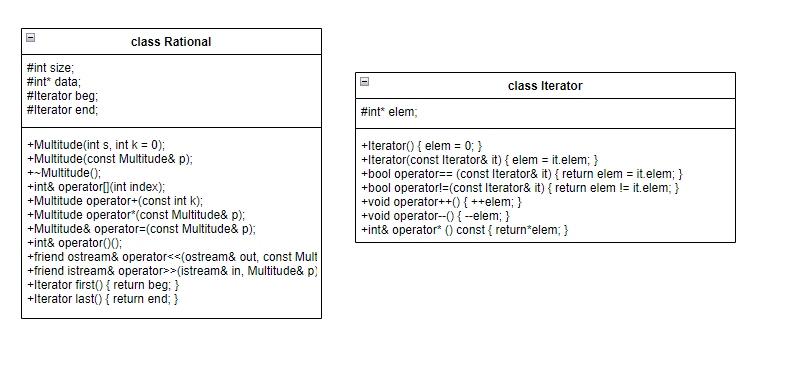 class Rational
#int size;
#int* data;
#Iterator beg;
#Iterator end;
+Multitude(int s, int k = 0);
+Multitude(const Multitude& p);
+~Multitude();
+int& operator[](int index);
+Multitude operator+(const int k);
+Multitude operator*(const Multitude& p);
+Multitude& operator=(const Multitude& p);
+int& operator()();
+friend ostream& operator<<(ostream& out, const Mult
+friend istream& operator>>(istream& in, Multitude& p)
+Iterator first() { return beg; }
+Iterator last() { return end; }
class Iterator
#int* elem;
+Iterator() { elem = 0; }
+Iterator(const Iterator& it) { elem = it.elem; }
+bool operator== (const Iterator& it) { return elem = it.elem; }
+bool operator!=(const Iterator& it) { return elem != it.elem; }
+void operator++() { ++elem; }
+void operator--() { --elem; }
+int& operator* () const { return*elem; }